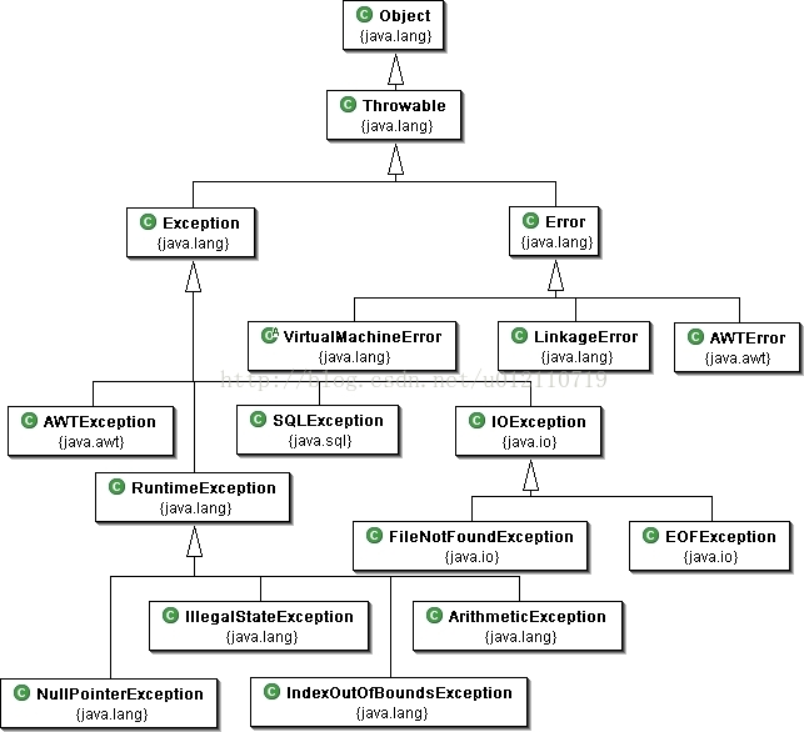 Object
{java.lang}
Throwable
{java.lang}
Exception
{java.lang}
Error
{java.lang}
VirtualMachineError
{java.lang}
LinkageError
{java.lang}
AWTError
{java.awt}
http://blog.csdn.net/u012110719
AWTException
{java.awt}
SQLException
{java.sql}
IOException
{java.io}
RuntimeException
{java.lang}
FileNotFoundException
{java.io}
EOFException
{java.io}
IllegalStateException
{java.lang}
ArithmeticException
{java.lang}
NullPointerException
{java.lang}
IndexOutOfBoundsException
{java.lang}